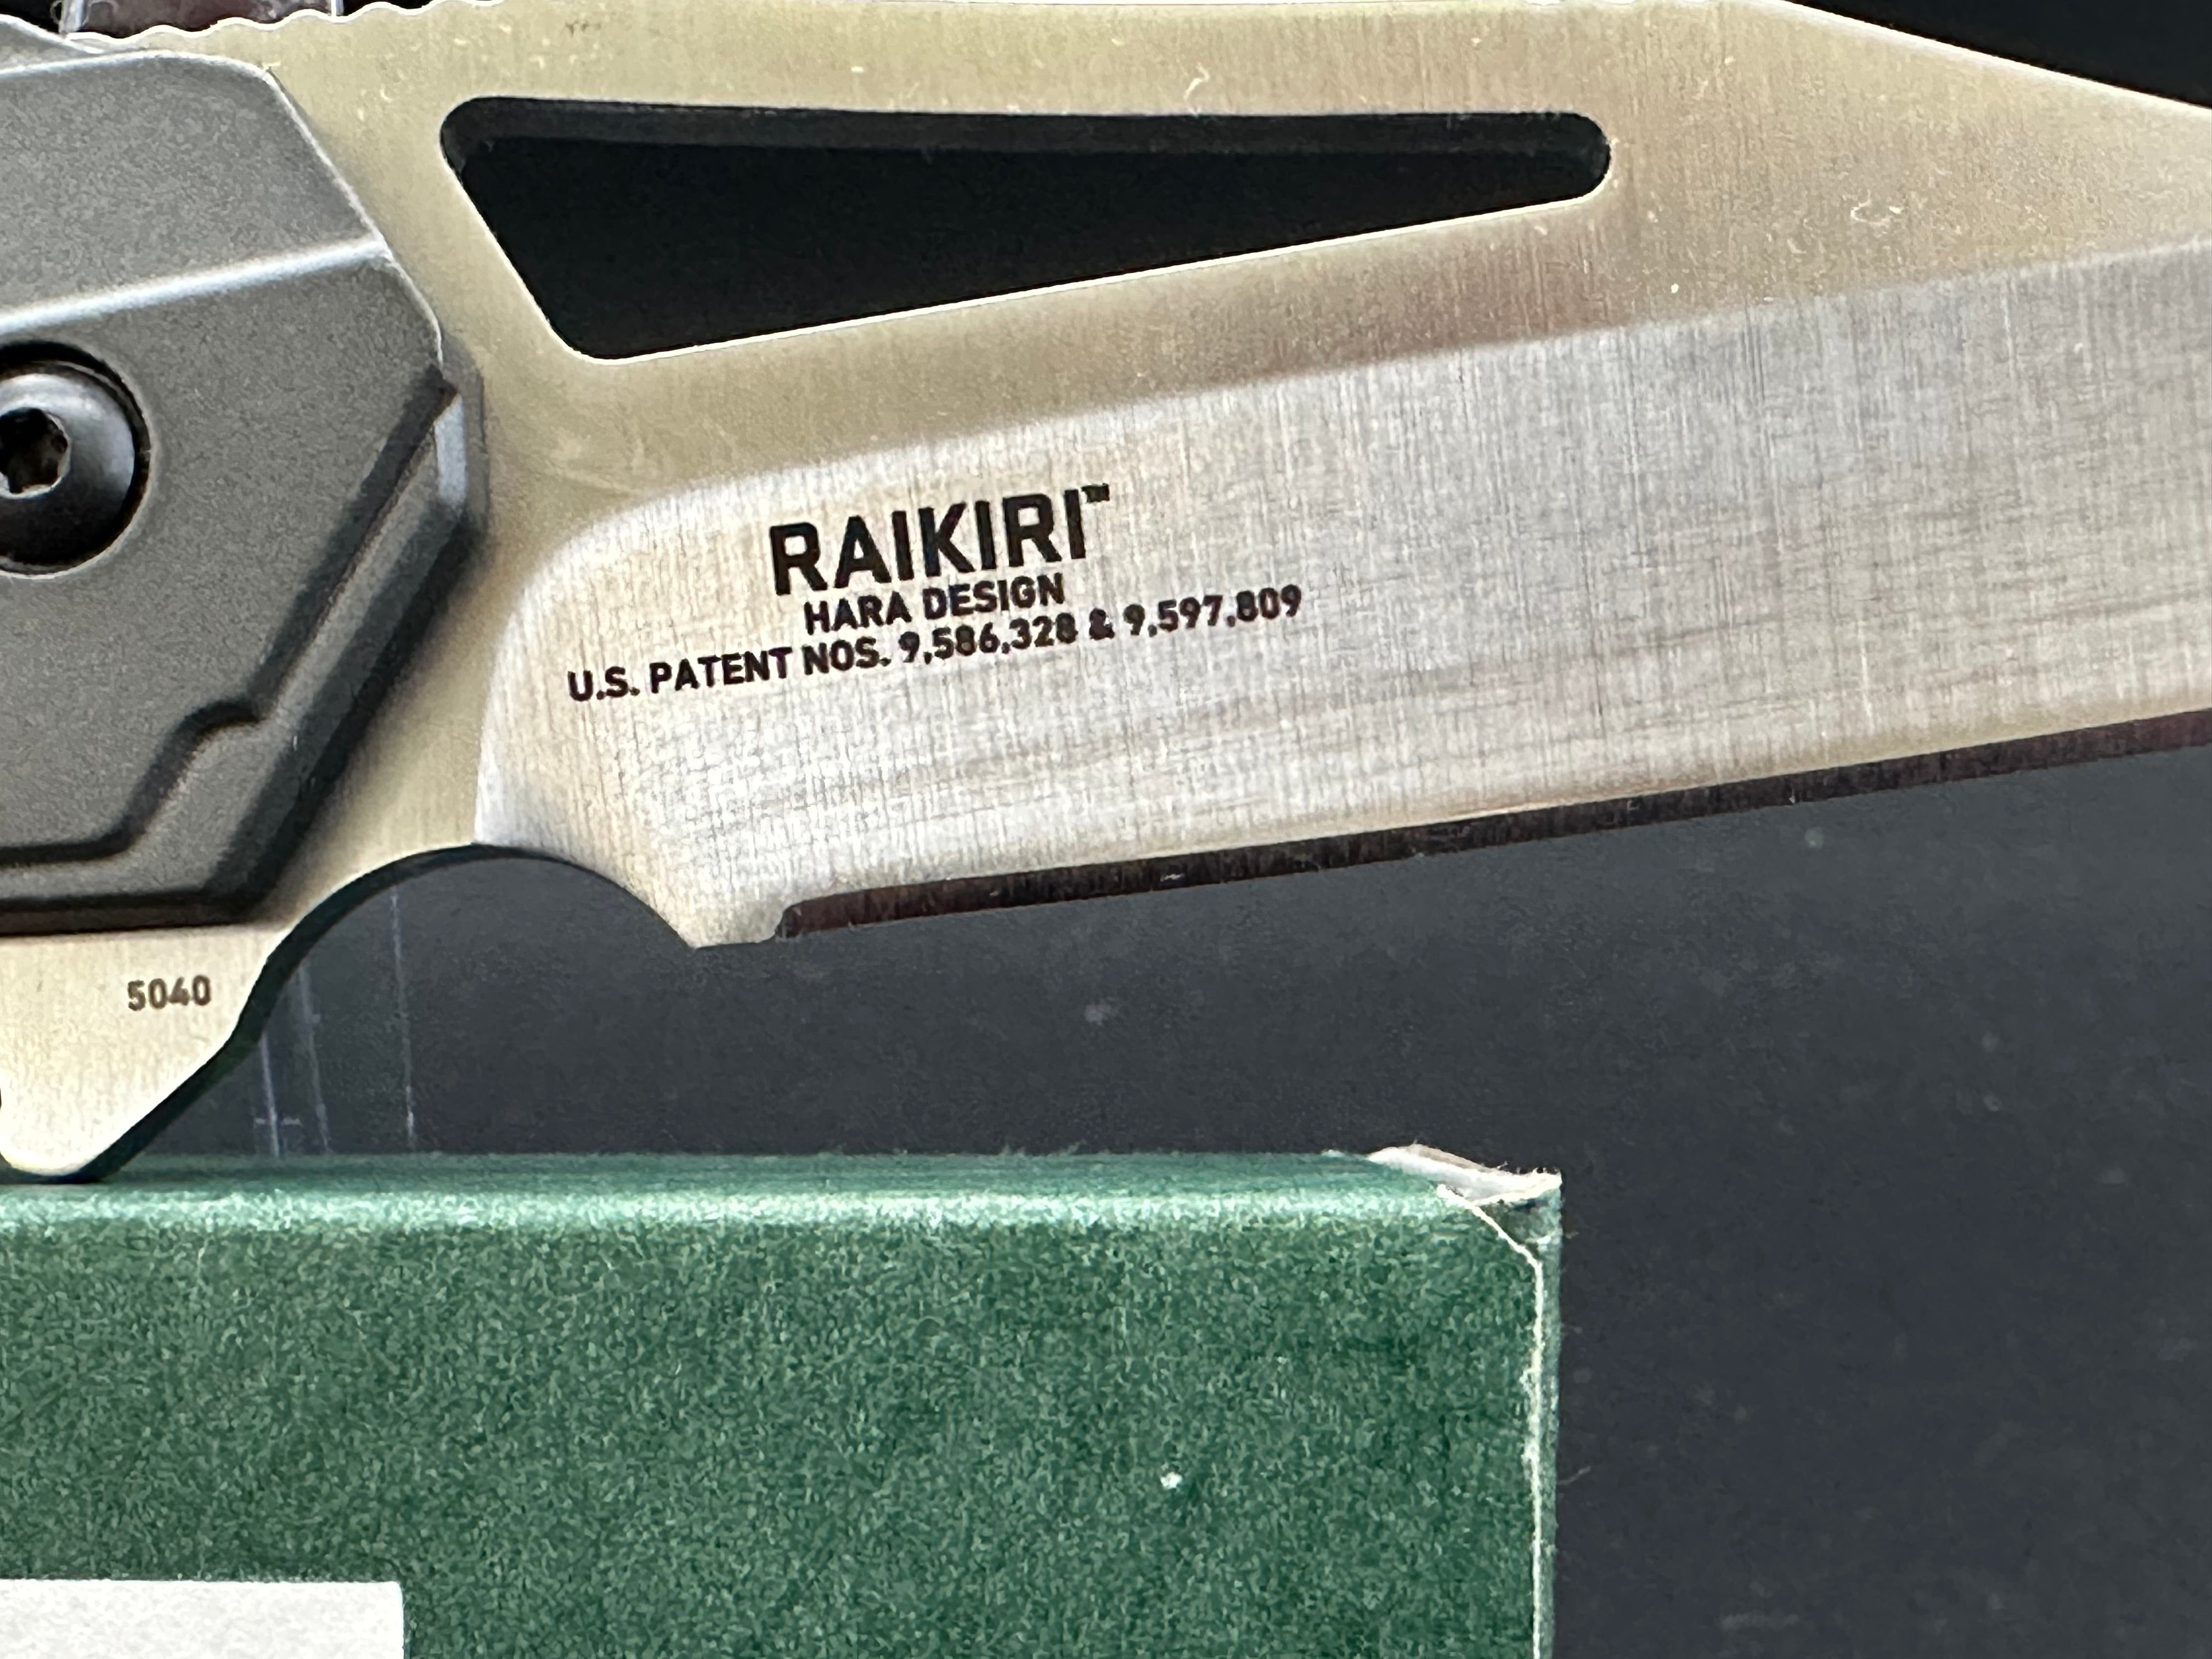 RAIKIRI™
HARA DESIGN
U.S. PATENT NOS. 9,586,328 & 9,597,809
5040